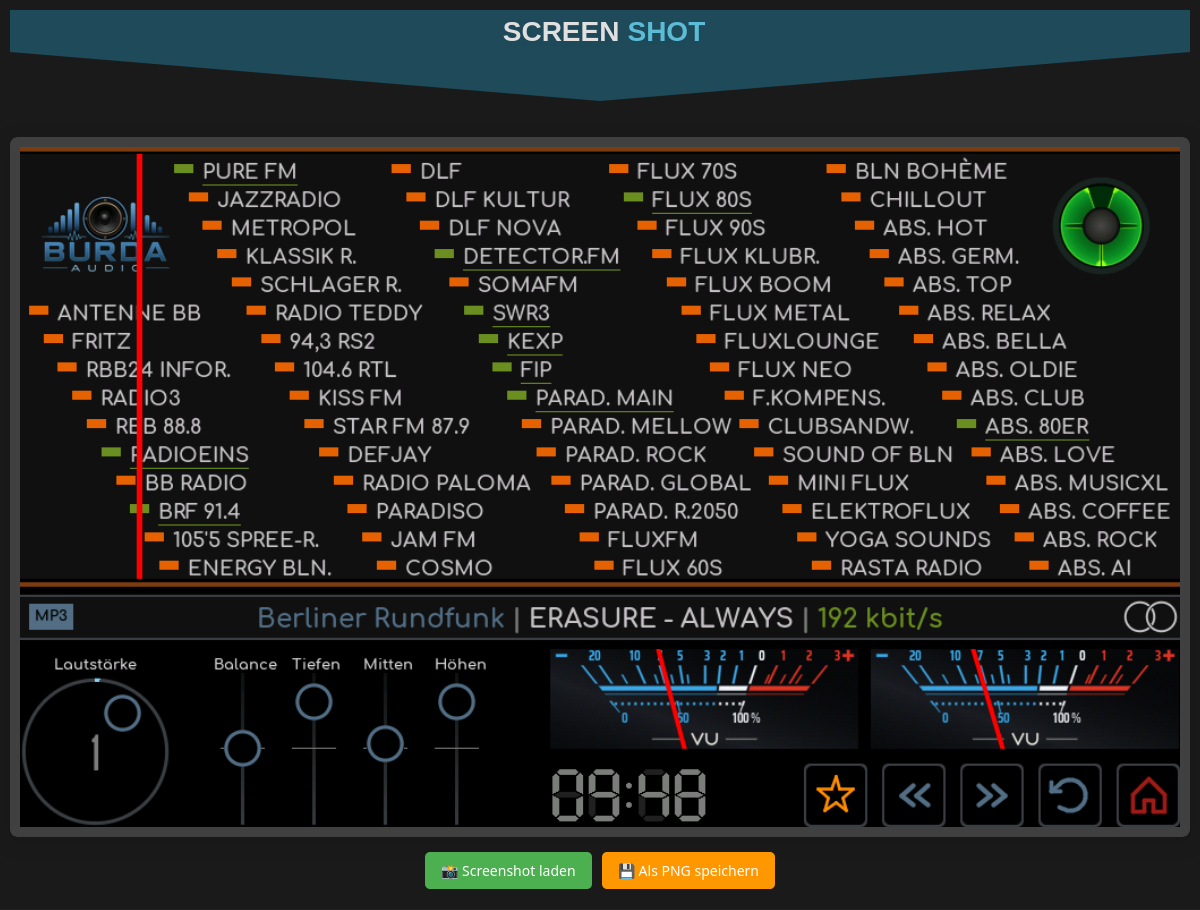 SCREEN SHOT
PURE FM DLF FLUX 70S BLN BOHÈME
JAZZRADIO DLF KULTUR FLUX 80S CHILLOUT
METROPOL DLF NOVA FLUX 90S ABS. HOT
BURDA AUDIO
KLASSIK R. DETECTOR.FM FLUX KLUBR. ABS. GERM.
SCHLAGER R. SOMAFM FLUX BOOM ABS. TOP
ANTENNE BB RADIO TEDDY SWR3 FLUX METAL ABS. RELAX
FRITZ 94,3 RS2 KEXP FLUXLOUNGE ABS. BELLA
RBB24 INFOR. 104.6 RTL FIP FLUX NEO ABS. OLDIE
RADIO3 KISS FM PARAD. MAIN F.KOMPENS. ABS. CLUB
RBB 88.8 STAR FM 87.9 PARAD. MELLOW CLUBSANDW. ABS. 80ER
RADIOEINS DEFJAY PARAD. ROCK SOUND OF BLN ABS. LOVE
BB RADIO RADIO PALOMA PARAD. GLOBAL MINI FLUX ABS. MUSICXL
BRF 91.4 PARADISO PARAD. R.2050 ELEKTROFLUX ABS. COFFEE
105'5 SPREE-R. JAM FM FLUXFM YOGA SOUNDS ABS. ROCK
ENERGY BLN. COSMO FLUX 60S RASTA RADIO ABS. AI
MP3 Berliner Rundfunk | ERASURE - ALWAYS | 192 kbit/s
Lautstärke Balance Tiefen Mitten Höhen
1
− 20 10 7 5 3 2 1 0 1 2 3 +
0 50 100 %
VU
− 20 10 7 5 3 2 1 0 1 2 3 +
0 50 100 %
VU
09:48
📸 Screenshot laden 💾 Als PNG speichern